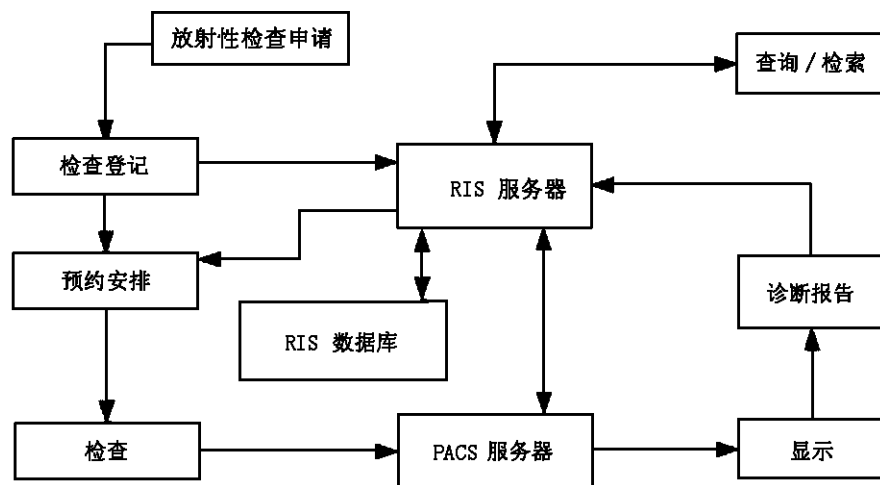 放射性检查申请
查询/检索
检查登记
RIS 服务器
预约安排
诊断报告
RIS 数据库
检查
PACS 服务器
显示